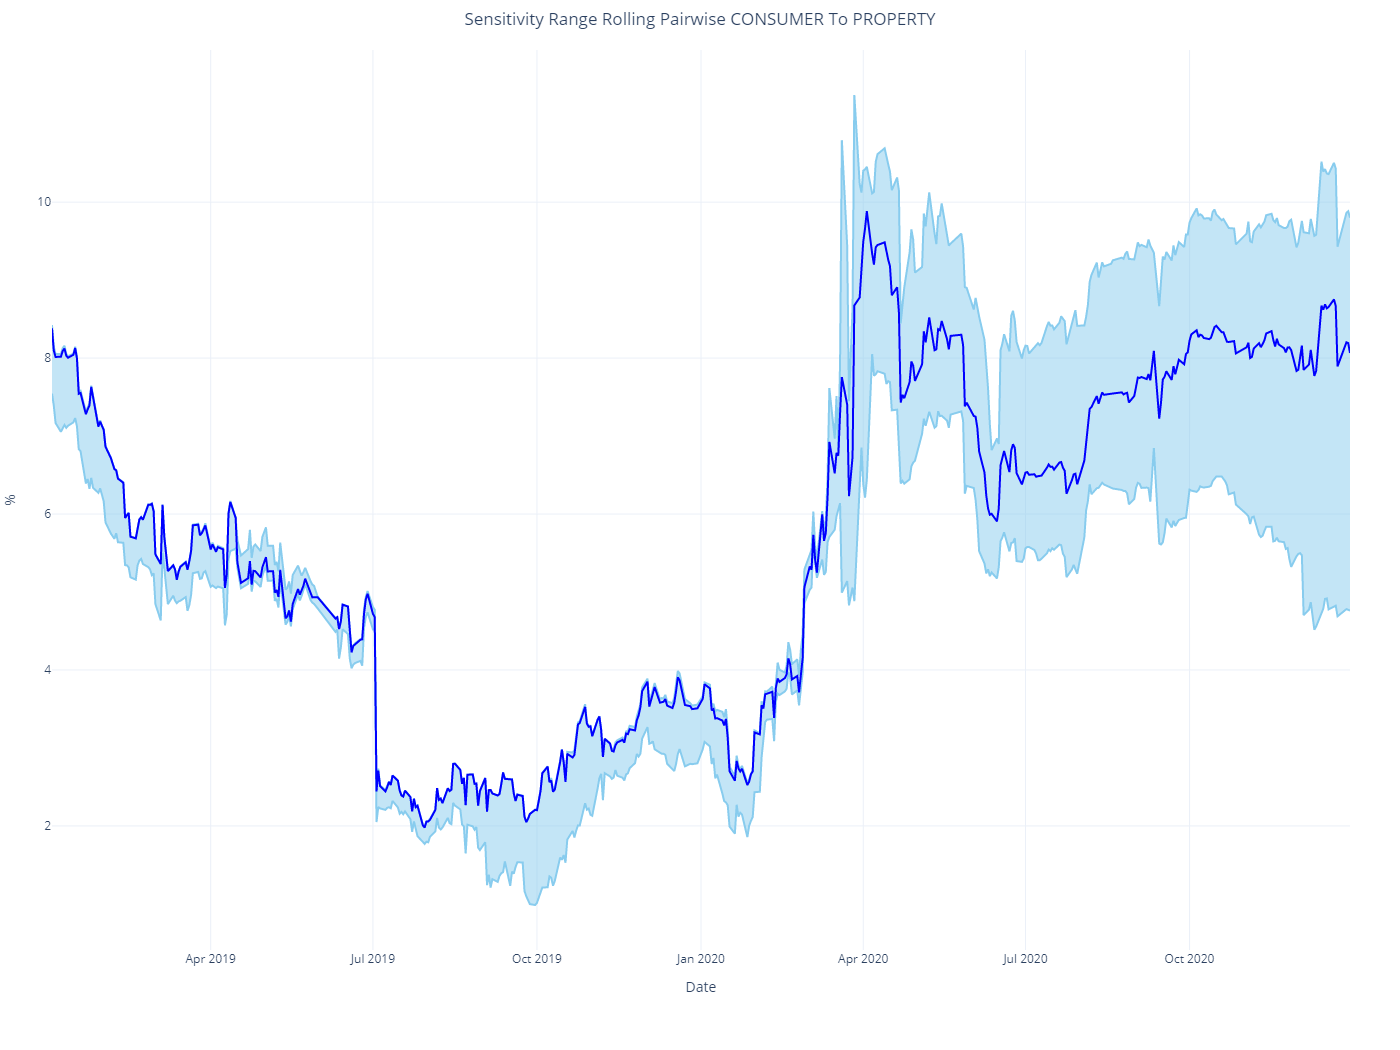 Sensitivity Range Rolling Pairwise CONSUMER To PROPERTY
10
8
6
4
2
%
Apr 2019
Jul 2019
Oct 2019
Jan 2020
Apr 2020
Jul 2020
Oct 2020
Date